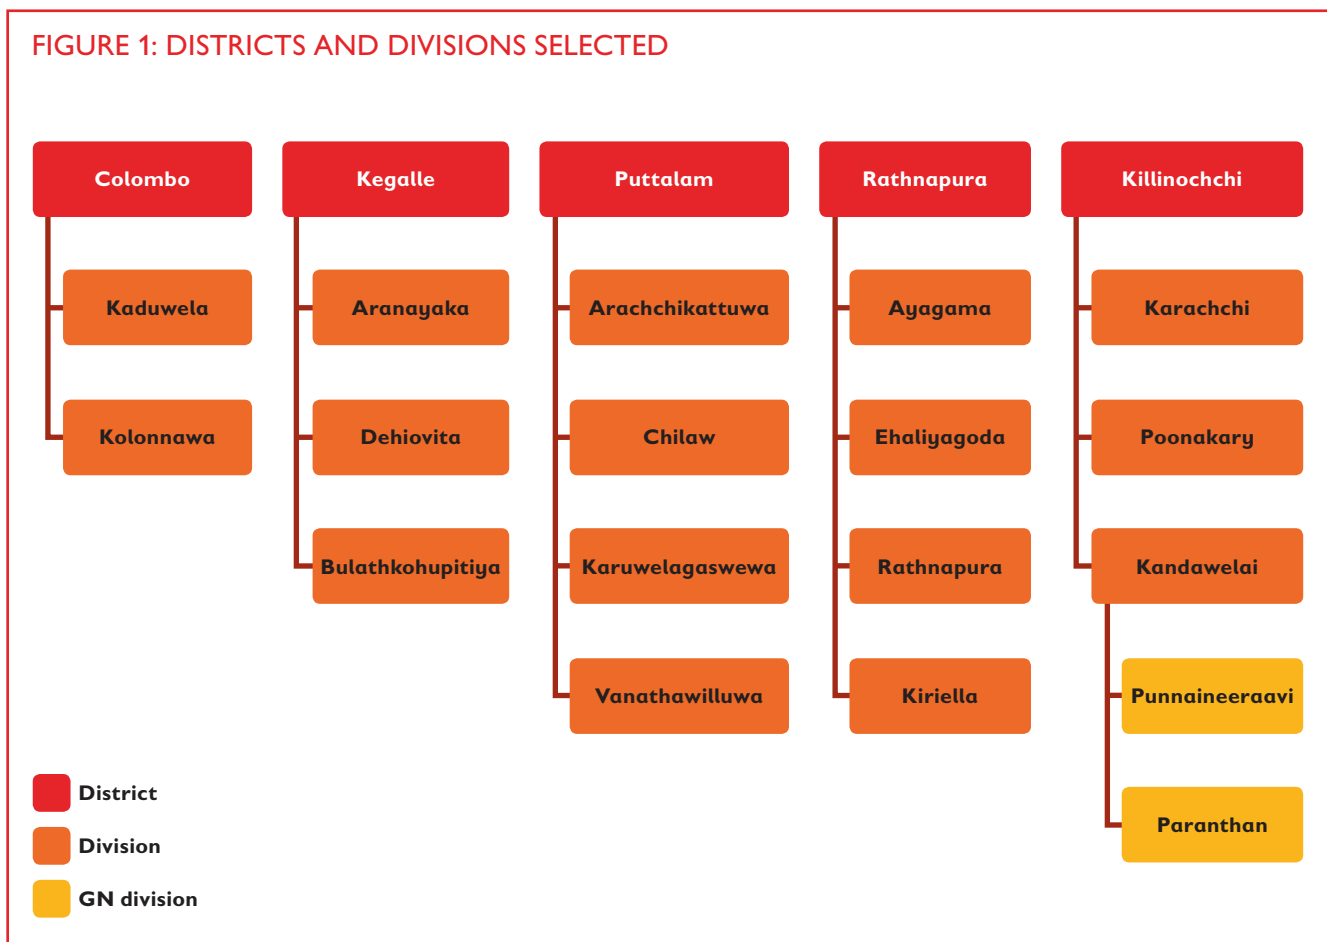 FIGURE 1: DISTRICTS AND DIVISIONS SELECTED
Colombo
Kaduwela
Kolonnawa
Kegalle
Aranayaka
Dehiovita
Bulathkohupitiya
Puttalam
Arachchikattuwa
Chilaw
Karuwelagaswewa
Vanathawilluwa
Rathnapura
Ayagama
Ehaliyagoda
Rathnapura
Kiriella
Killinochchi
Karachchi
Poonakary
Kandawelai
Punnaineeraavi
Paranthan
District
Division
GN division